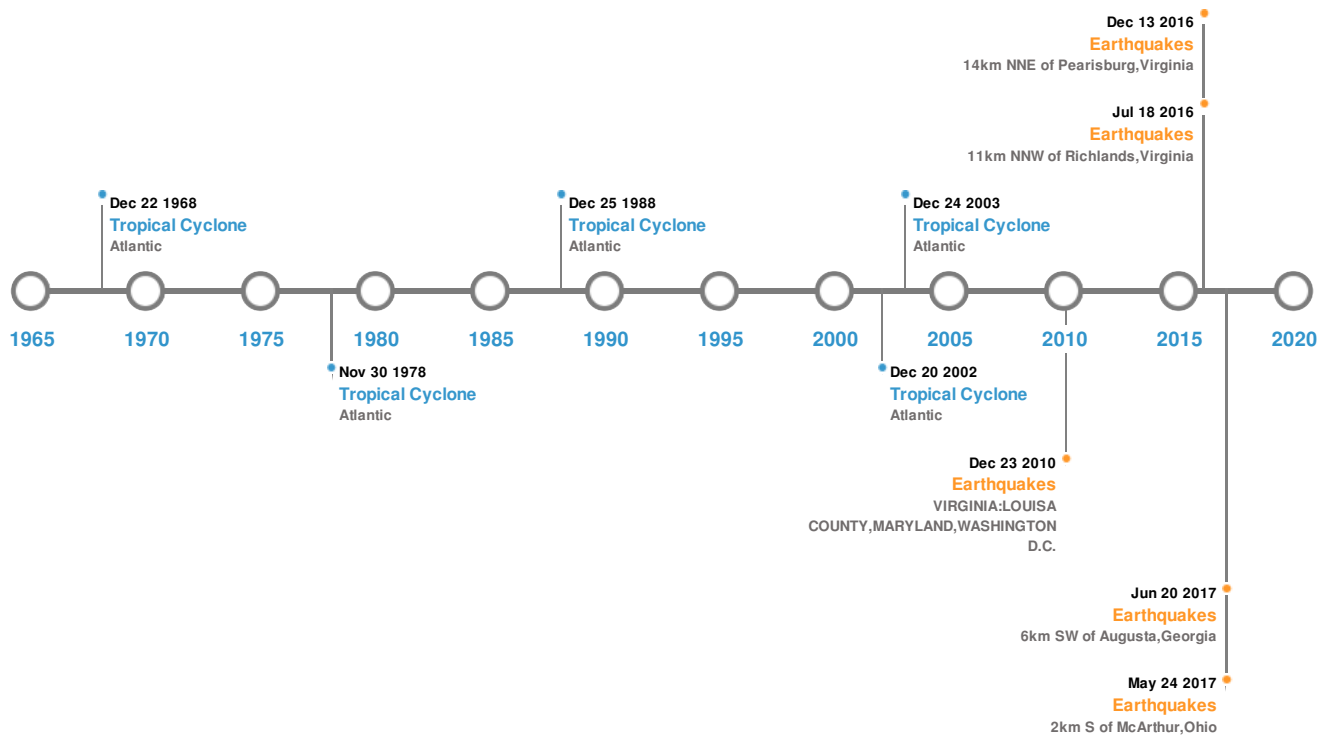 Dec 13 2016
Earthquakes
14km NNE of Pearisburg,Virginia
Jul 18 2016
Earthquakes
11km NNW of Richlands,Virginia
Dec 22 1968
Tropical Cyclone
Atlantic
Dec 25 1988
Tropical Cyclone
Atlantic
Dec 24 2003
Tropical Cyclone
Atlantic
1965
1970
1975
1980
1985
1990
1995
2000
2005
2010
2015
2020
Nov 30 1978
Tropical Cyclone
Atlantic
Dec 20 2002
Tropical Cyclone
Atlantic
Dec 23 2010
Earthquakes
VIRGINIA:LOUISA
COUNTY,MARYLAND,WASHINGTON
D.C.
Jun 20 2017
Earthquakes
6km SW of Augusta,Georgia
May 24 2017
Earthquakes
2km S of McArthur,Ohio